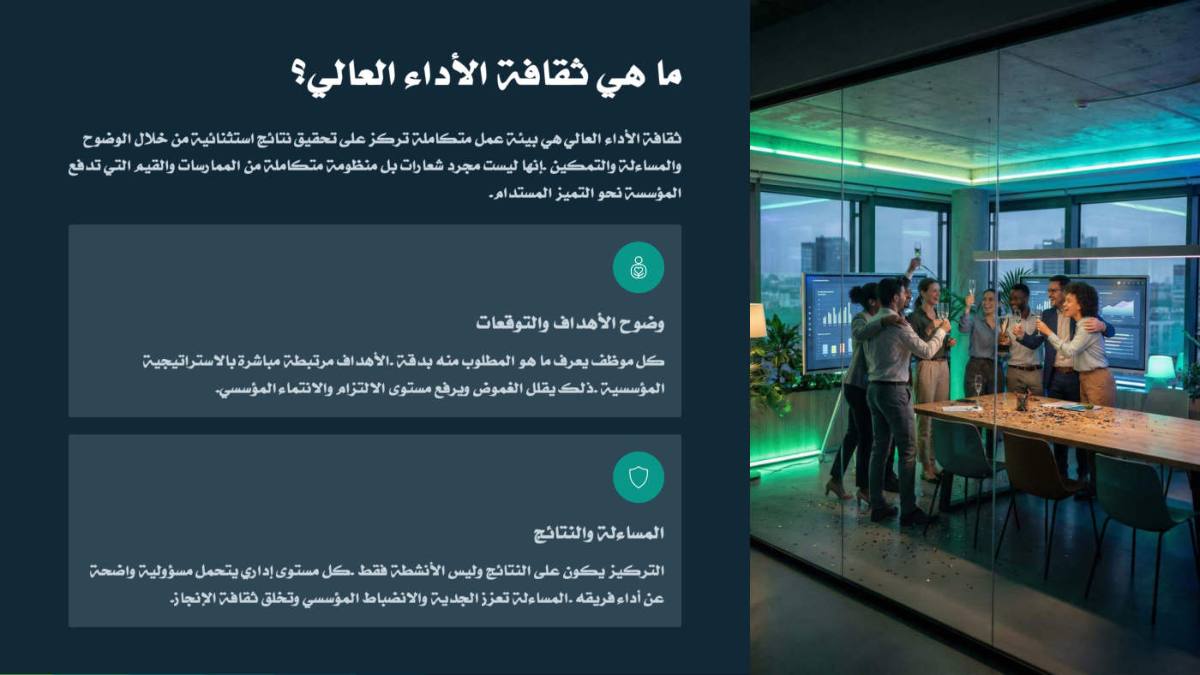 ما هي ثقافة الأداء العالي؟
ثقافة الأداء العالي هي بيئة عمل متكاملة تركز على تحقيق نتائج استثنائية من خلال الوضوح
والمساءلة والتمكين .إنها ليست مجرد شعارات بل منظومة متكاملة من الممارسات والقيم التي تدفع
المؤسسة نحو التميز المستدام.
وضوح الأهداف والتوقعات
كل موظف يعرف ما هو المطلوب منه بدقة .الأهداف مرتبطة مباشرة بالاستراتيجية
المؤسسية .ذلك يقلل الغموض ويرفع مستوى الالتزام والانتماء المؤسسي.
المساءلة والنتائج
التركيز يكون على النتائج وليس الأنشطة فقط .كل مستوى إداري يتحمل مسؤولية واضحة
عن أداء فريقه .المساءلة تعزز الجدية والانضباط المؤسسي وتخلق ثقافة الإنجاز.